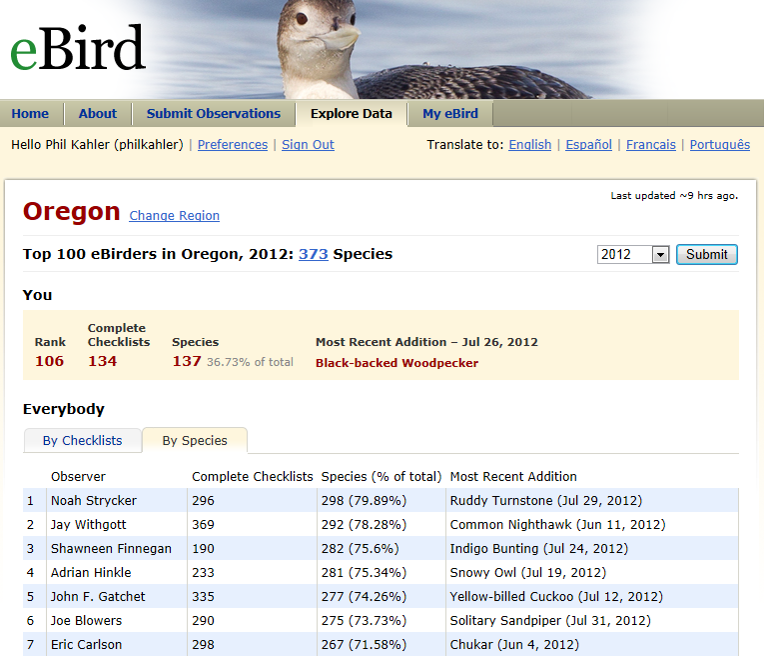 eBird
Home About Submit Observations Explore Data My eBird
Hello Phil Kahler (philkahler) | Preferences | Sign Out Translate to: English | Español | Français | Português
Last updated ~9 hrs ago.
Oregon Change Region
Top 100 eBirders in Oregon, 2012: 373 Species 2012 Submit
You
Rank Complete Checklists Species Most Recent Addition – Jul 26, 2012
106 134 137 36.73% of total Black-backed Woodpecker
Everybody
By Checklists By Species
Observer Complete Checklists Species (% of total) Most Recent Addition
1 Noah Strycker 296 298 (79.89%) Ruddy Turnstone (Jul 29, 2012)
2 Jay Withgott 369 292 (78.28%) Common Nighthawk (Jun 11, 2012)
3 Shawneen Finnegan 190 282 (75.6%) Indigo Bunting (Jul 24, 2012)
4 Adrian Hinkle 233 281 (75.34%) Snowy Owl (Jul 19, 2012)
5 John F. Gatchet 335 277 (74.26%) Yellow-billed Cuckoo (Jul 12, 2012)
6 Joe Blowers 290 275 (73.73%) Solitary Sandpiper (Jul 31, 2012)
7 Eric Carlson 298 267 (71.58%) Chukar (Jun 4, 2012)